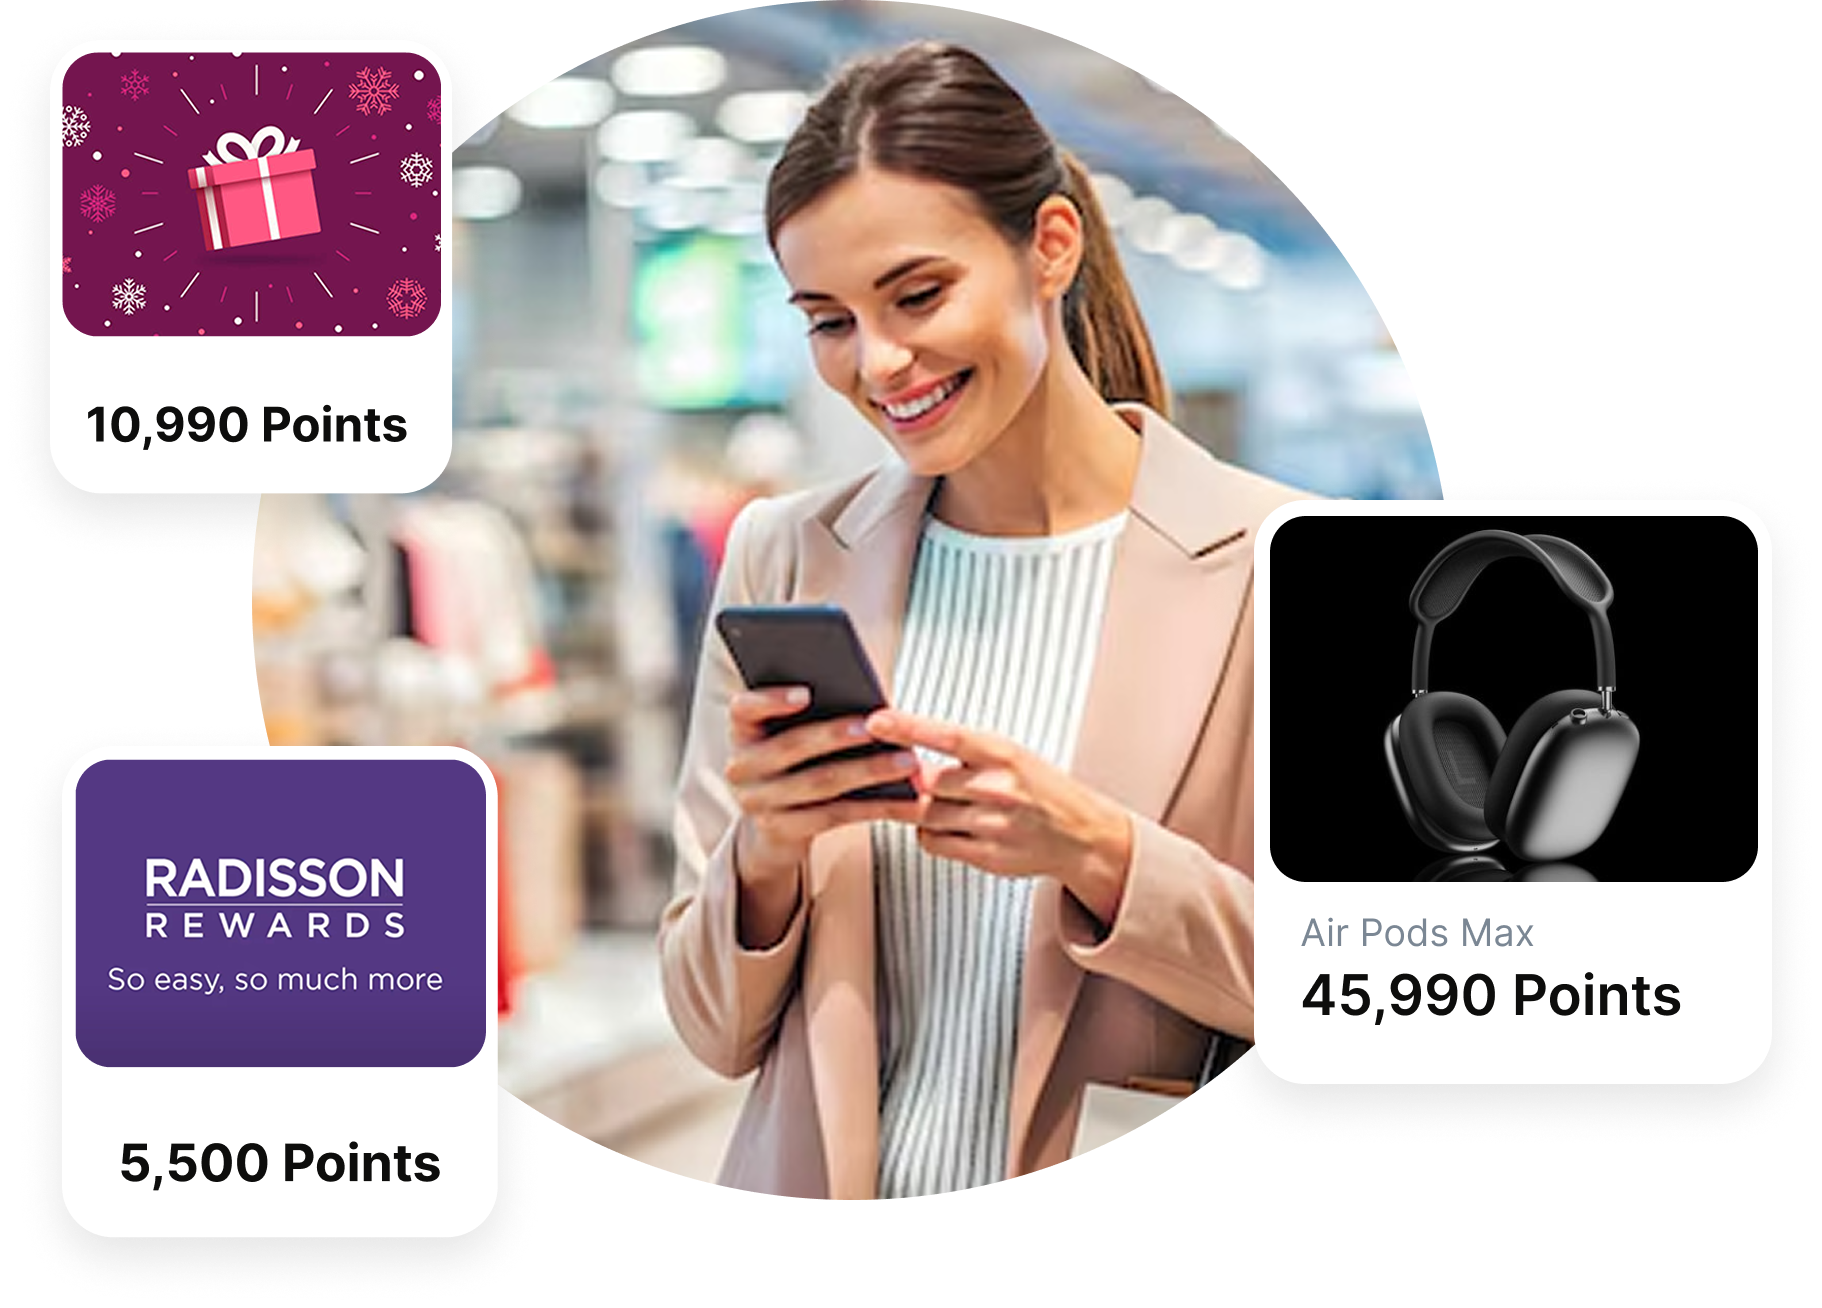 10,990 Points
RADISSON
REWARDS
So easy, so much more
5,500 Points
Air Pods Max
45,990 Points